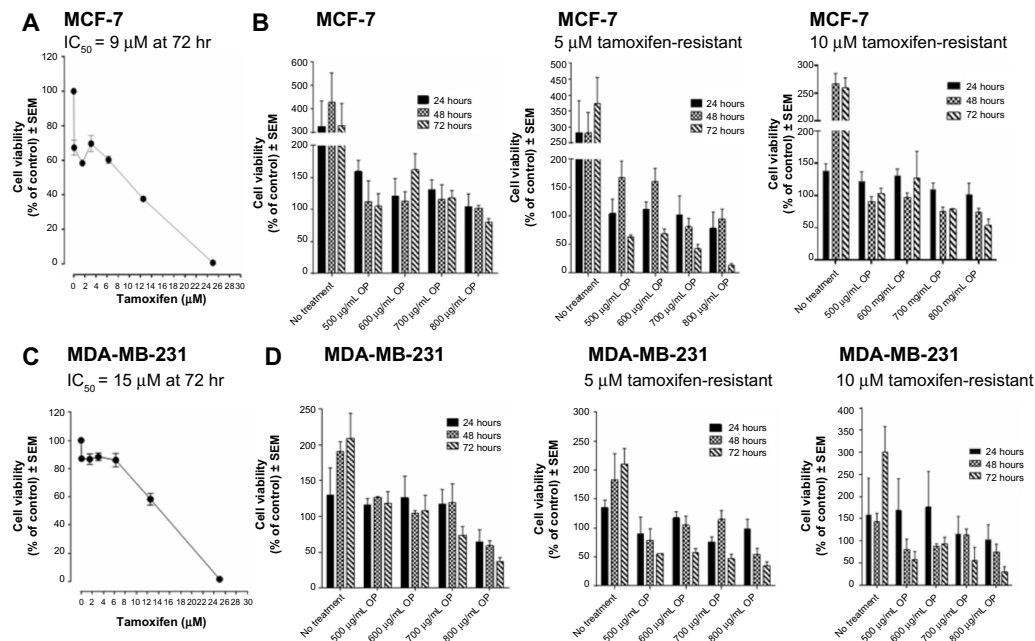 A MCF-7
IC50 = 9 μM at 72 hr
120
100
80
60
40
20
0
Cell viability
(% of control) ± SEM
0 2 4 6 8 10 12 14 16 18 20 22 24 26 28 30
Tamoxifen (μM)
B MCF-7
600
500
400
300
200
150
100
50
0
Cell viability
(% of control) ± SEM
24 hours
48 hours
72 hours
No treatment
500 μg/mL OP
600 μg/mL OP
700 μg/mL OP
800 μg/mL OP
MCF-7
5 μM tamoxifen-resistant
500
450
400
350
300
250
200
150
100
50
0
Cell viability
(% of control) ± SEM
24 hours
48 hours
72 hours
No treatment
500 μg/mL OP
600 μg/mL OP
700 μg/mL OP
800 μg/mL OP
MCF-7
10 μM tamoxifen-resistant
300
250
200
150
100
50
0
Cell viability
(% of control) ± SEM
24 hours
48 hours
72 hours
No treatment
500 μg/mL OP
600 mg/mL OP
700 mg/mL OP
800 mg/mL OP
C MDA-MB-231
IC50 = 15 μM at 72 hr
120
100
80
60
40
20
0
Cell viability
(% of control) ± SEM
0 2 4 6 8 10 12 14 16 18 20 22 24 26 28 30
Tamoxifen (μM)
D MDA-MB-231
250
200
150
100
50
0
Cell viability
(% of control) ± SEM
24 hours
48 hours
72 hours
No treatment
500 μg/mL OP
600 μg/mL OP
700 μg/mL OP
800 μg/mL OP
MDA-MB-231
5 μM tamoxifen-resistant
300
250
200
150
100
50
0
Cell viability
(% of control) ± SEM
24 hours
48 hours
72 hours
No treatment
500 μg/mL OP
600 μg/mL OP
700 μg/mL OP
800 μg/mL OP
MDA-MB-231
10 μM tamoxifen-resistant
400
350
300
250
200
150
100
50
0
Cell viability
(% of control) ± SEM
24 hours
48 hours
72 hours
No treatment
500 μg/mL OP
600 μg/mL OP
700 μg/mL OP
800 μg/mL OP